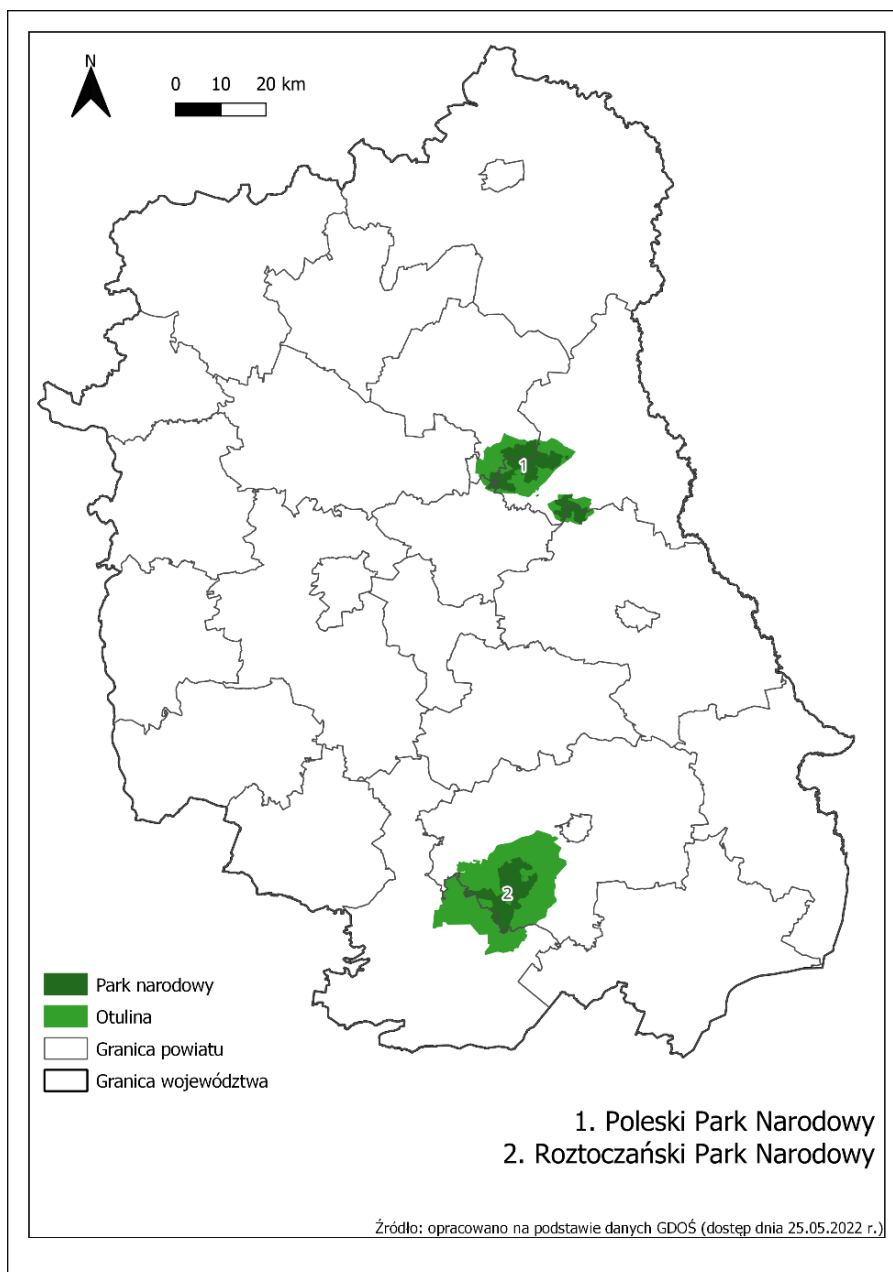 N
0 10 20 km
1
2
Park narodowy
Otulina
Granica powiatu
Granica województwa
1. Poleski Park Narodowy
2. Roztoczański Park Narodowy
Źródło: opracowano na podstawie danych GDOŚ (dostęp dnia 25.05.2022 r.)